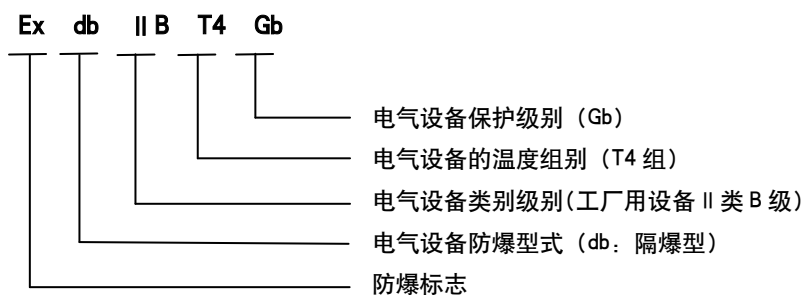 Ex db ⅡB T4 Gb
电气设备保护级别（Gb）
电气设备的温度组别（T4 组）
电气设备类别级别(工厂用设备Ⅱ类 B 级)
电气设备防爆型式（db：隔爆型）
防爆标志